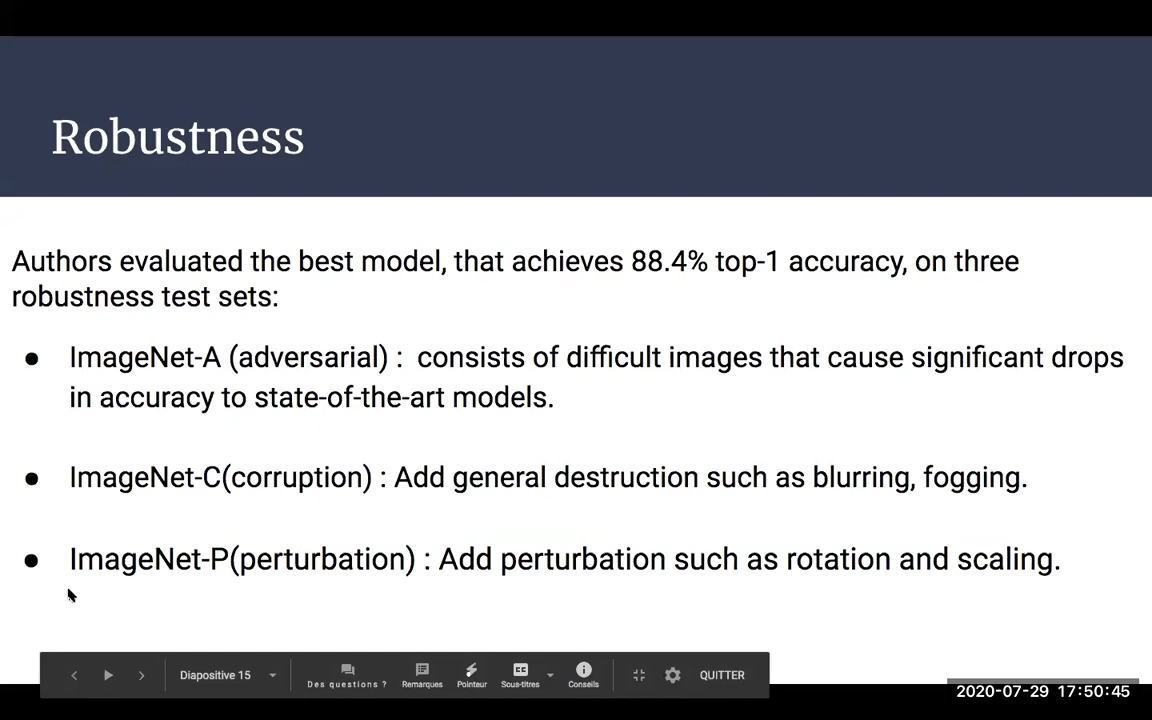 Robustness
Authors evaluated the best model, that achieves 88.4% top-1 accuracy, on three
robustness test sets:
● ImageNet-A (adversarial) : consists of difficult images that cause significant drops
in accuracy to state-of-the-art models.
● ImageNet-C(corruption) : Add general destruction such as blurring, fogging.
● ImageNet-P(perturbation) : Add perturbation such as rotation and scaling.
Diapositive 15
Des questions ?
Remarques
Pointeur
CC
Sous-titres
Conseils
QUITTER
2020-07-29 17:50:45